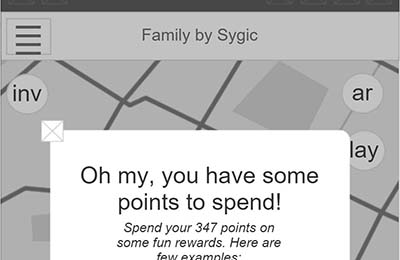 Family by Sygic
inv
ar
lay
Oh my, you have some
points to spend!
Spend your 347 points on
some fun rewards. Here are
few examples: